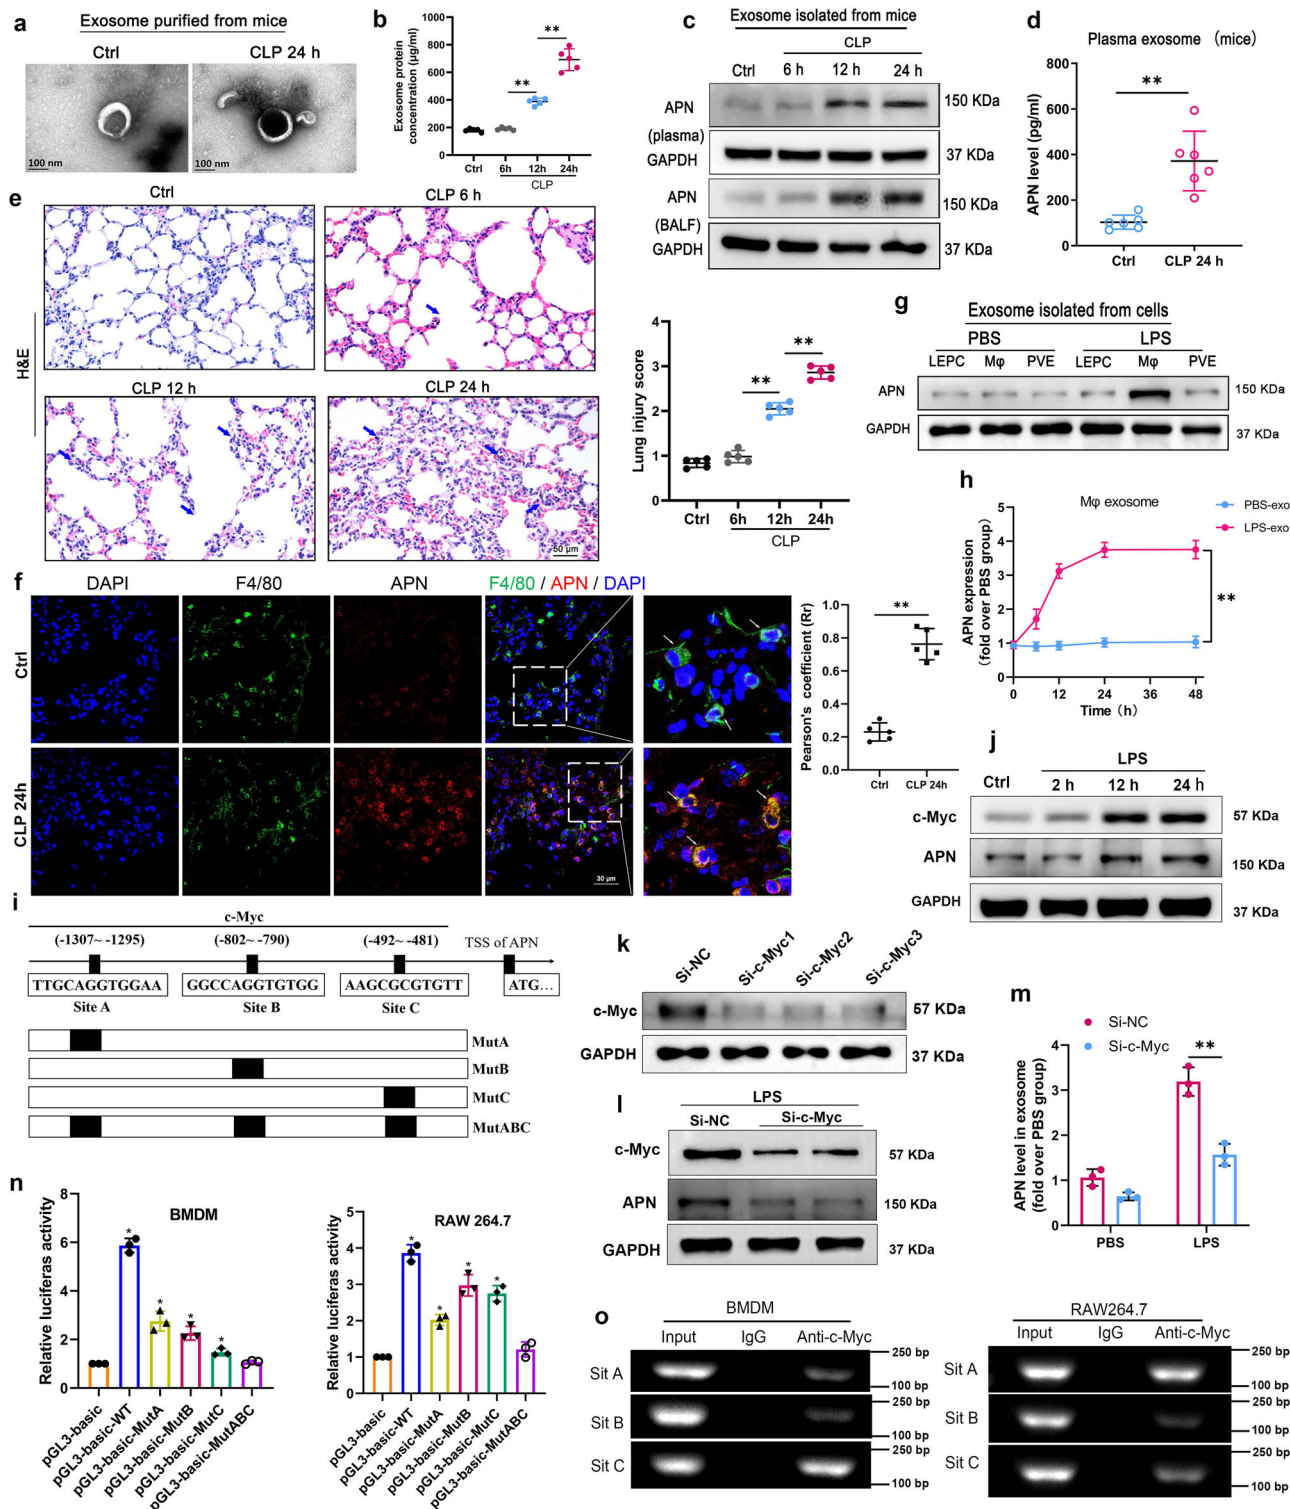 a
Exosome purified from mice
Ctrl
CLP 24 h
100 nm
100 nm
b
Exosome protein
concentration (μg/ml)
1000
800
600
400
200
0
**
**
Ctrl
6h
12h
24h
CLP
c
Exosome isolated from mice
CLP
Ctrl
6 h
12 h
24 h
APN
150 KDa
(plasma)
GAPDH
37 KDa
APN
150 KDa
(BALF)
GAPDH
37 KDa
d
Plasma exosome (mice)
APN level (pg/ml)
800
600
400
200
0
**
Ctrl
CLP 24 h
e
H&E
Ctrl
CLP 6 h
CLP 12 h
CLP 24 h
50 μm
Lung injury score
4
3
2
1
0
**
**
Ctrl
6h
12h
24h
CLP
f
DAPI
F4/80
APN
F4/80 / APN / DAPI
Ctrl
CLP 24h
30 μm
Pearson's coefficient (Rr)
1.0
0.8
0.6
0.4
0.2
0.0
**
Ctrl
CLP 24h
g
Exosome isolated from cells
PBS
LPS
LEPC
Mφ
PVE
LEPC
Mφ
PVE
APN
150 KDa
GAPDH
37 KDa
h
Mφ exosome
PBS-exo
LPS-exo
APN expression
(fold over PBS group)
5
4
3
2
1
0
0
12
24
36
48
Time (h)
**
i
c-Myc
(-1307~ -1295)
(-802~ -790)
(-492~ -481)
TSS of APN
TTGCAGGTGGAA
GGCCAGGTGTGG
AAGCGCGTGTT
ATG...
Site A
Site B
Site C
MutA
MutB
MutC
MutABC
j
LPS
Ctrl
2 h
12 h
24 h
c-Myc
57 KDa
APN
150 KDa
GAPDH
37 KDa
k
Si-NC
Si-c-Myc1
Si-c-Myc2
Si-c-Myc3
c-Myc
57 KDa
GAPDH
37 KDa
l
LPS
Si-NC
Si-c-Myc
c-Myc
57 KDa
APN
150 KDa
GAPDH
37 KDa
m
Si-NC
Si-c-Myc
APN level in exosome
(fold over PBS group)
4
3
2
1
0
**
PBS
LPS
n
Relative luciferas activity
8
6
4
2
0
BMDM
*
*
*
*
pGL3-basic
pGL3-basic-WT
pGL3-basic-MutA
pGL3-basic-MutB
pGL3-basic-MutC
pGL3-basic-MutABC
Relative luciferas activity
5
4
3
2
1
0
RAW 264.7
*
*
*
*
pGL3-basic
pGL3-basic-WT
pGL3-basic-MutA
pGL3-basic-MutB
pGL3-basic-MutC
pGL3-basic-MutABC
o
BMDM
Input
IgG
Anti-c-Myc
Sit A
250 bp
100 bp
Sit B
250 bp
100 bp
Sit C
250 bp
100 bp
RAW264.7
Input
IgG
Anti-c-Myc
Sit A
250 bp
100 bp
Sit B
250 bp
100 bp
Sit C
250 bp
100 bp